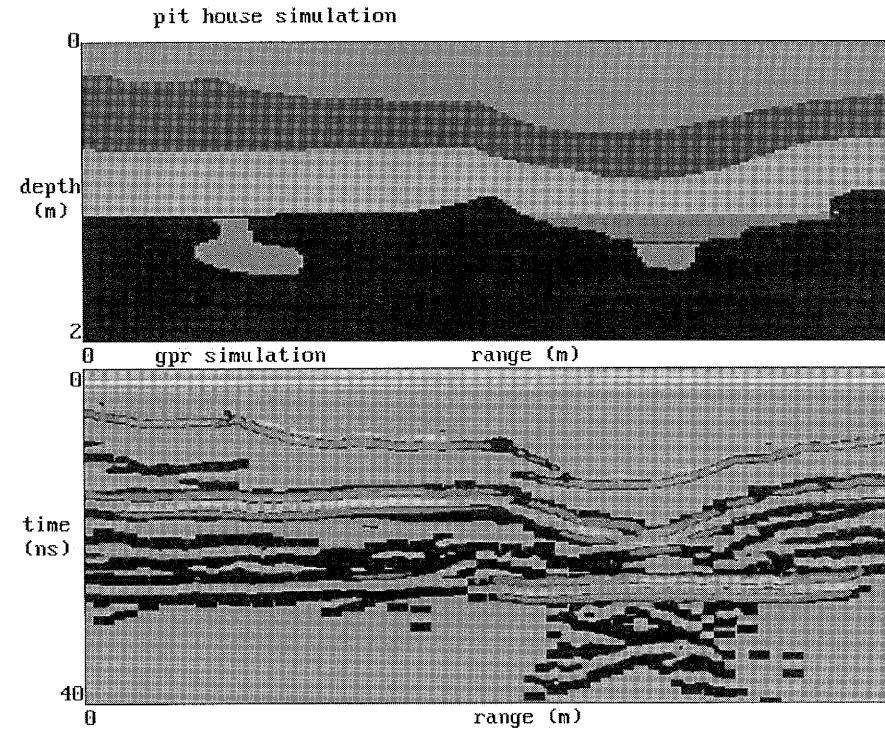 pit house simulation
0
depth
(m)
2
0
gpr simulation
range (m)
0
time
(ns)
40
0
range (m)